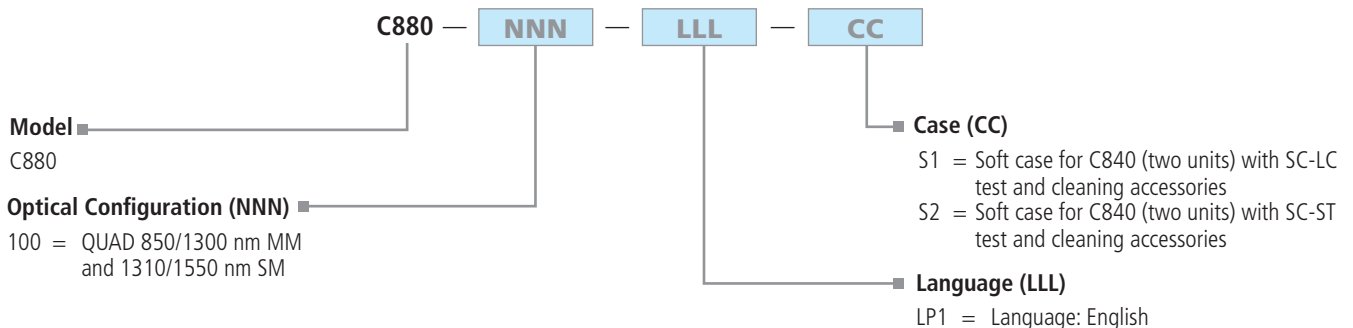 C880 — NNN — LLL — CC
Model
C880
Optical Configuration (NNN)
100 = QUAD 850/1300 nm MM
and 1310/1550 nm SM
Case (CC)
S1 = Soft case for C840 (two units) with SC-LC
test and cleaning accessories
S2 = Soft case for C840 (two units) with SC-ST
test and cleaning accessories
Language (LLL)
LP1 = Language: English